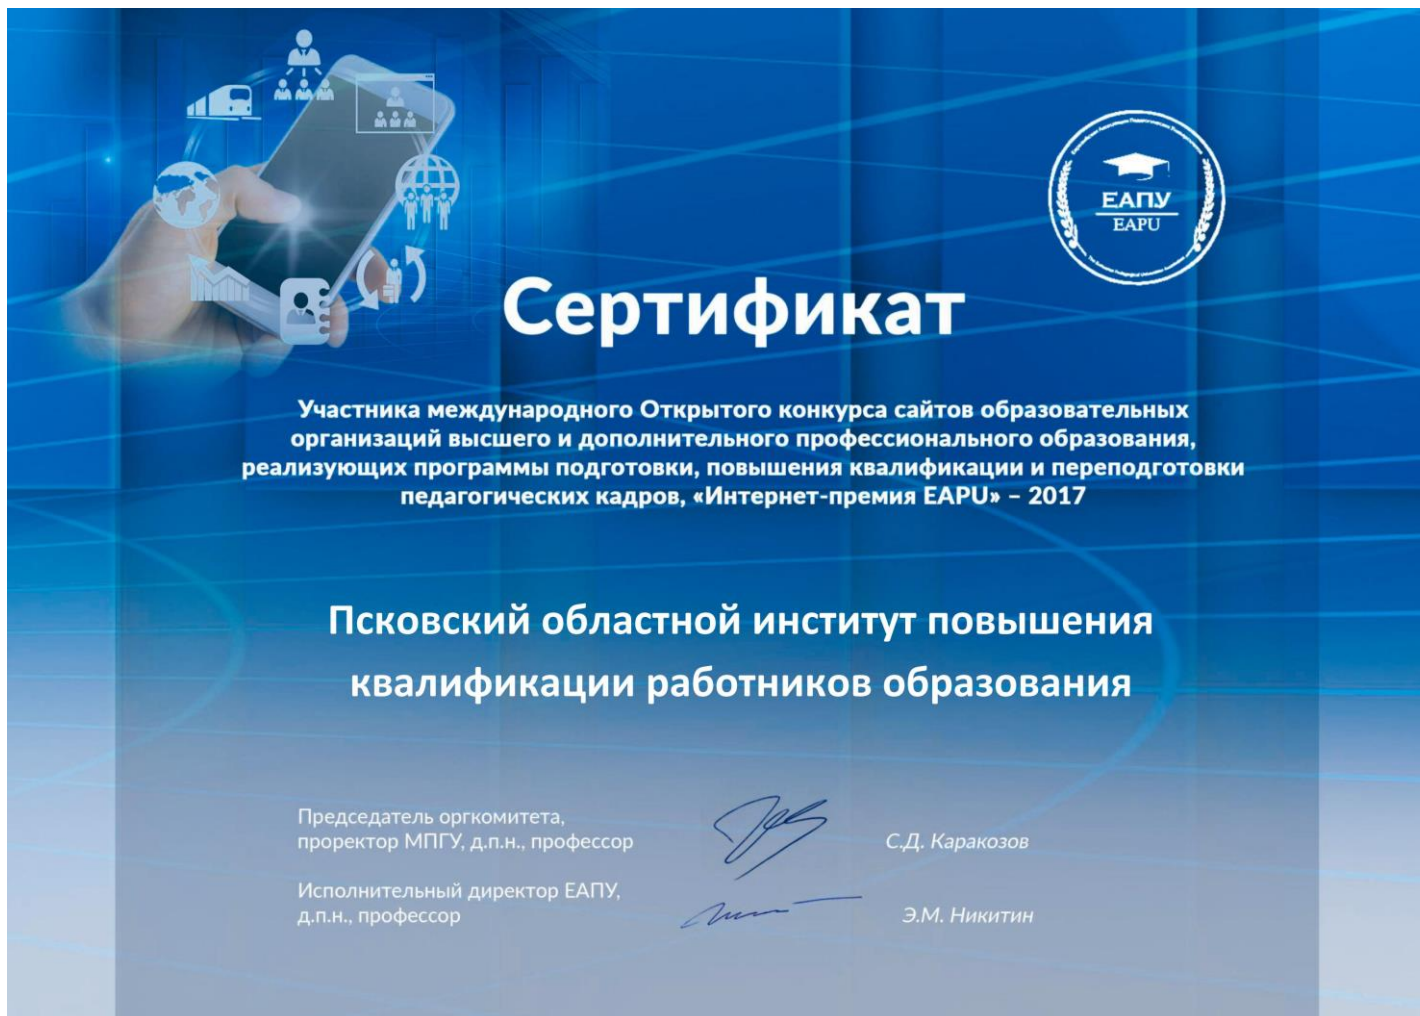 ЕАПУ
EAPU
Сертификат
Участника международного Открытого конкурса сайтов образовательных
организаций высшего и дополнительного профессионального образования,
реализующих программы подготовки, повышения квалификации и переподготовки
педагогических кадров, «Интернет-премия EAPU» – 2017
Псковский областной институт повышения
квалификации работников образования
Председатель оргкомитета,
проректор МПГУ, д.п.н., профессор
С.Д. Каракозов
Исполнительный директор ЕАПУ,
д.п.н., профессор
Э.М. Никитин